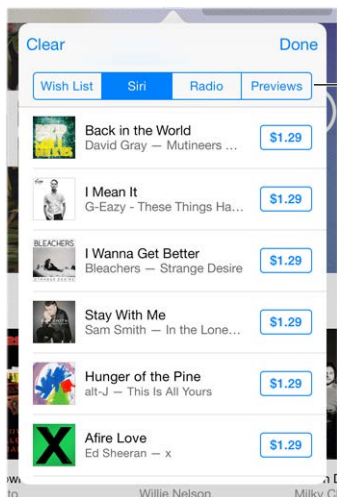 Clear
Done
Wish List
Siri
Radio
Previews
Back in the World
David Gray — Mutineers ...
$1.29
I Mean It
G-Eazy - These Things Ha...
$1.29
BLEACHERS
I Wanna Get Better
Bleachers — Strange Desire
$1.29
Stay With Me
Sam Smith — In the Lone...
$1.29
Hunger of the Pine
alt-J — This Is All Yours
$1.29
X
Afire Love
Ed Sheeran — x
$1.29
Willie Nelson
Milky C